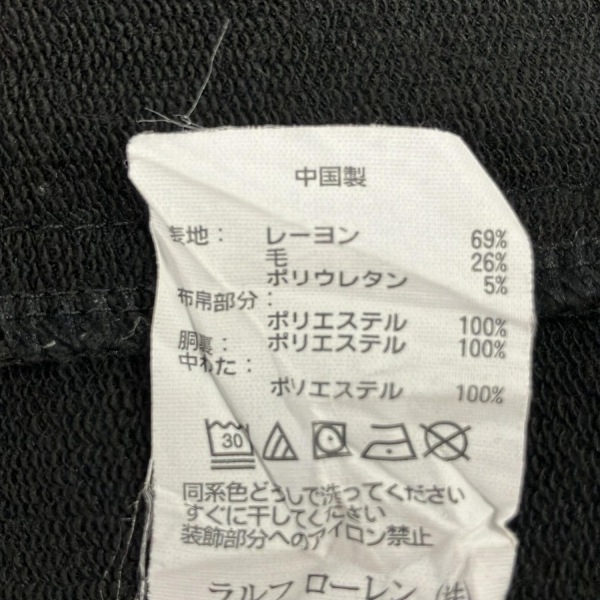 中国製
表地: レーヨン 69%
毛 26%
ポリウレタン 5%
布帛部分:
ポリエステル 100%
胴裏: ポリエステル 100%
中わた:
ポリエステル 100%
30
同系色どうしで洗ってください
すぐに干してください
装飾部分へのアイロン禁止
ラルフ ローレン (株)